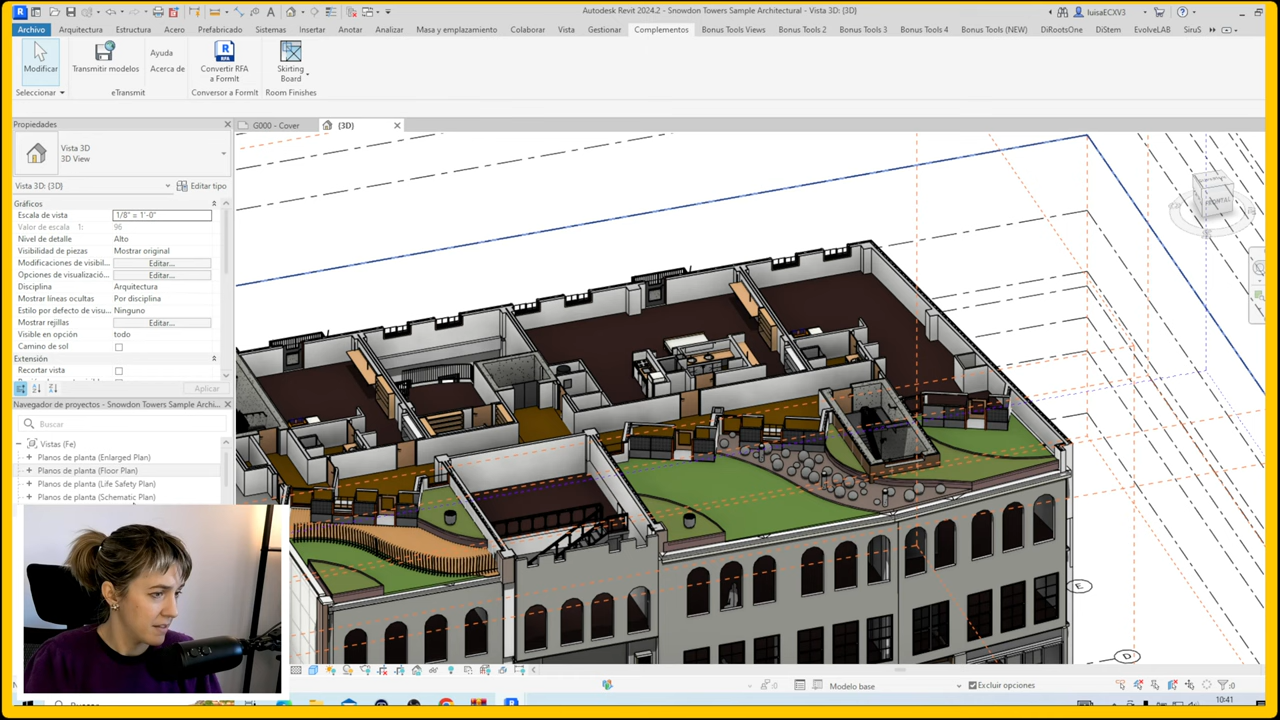 Autodesk Revit 2024.2 - Snowdon Towers Sample Architectural - Vista 3D: {3D}
luisaECXV3
Archivo Arquitectura Estructura Acero Prefabricado Sistemas Insertar Anotar Analizar Masa y emplazamiento Colaborar Vista Gestionar Complementos Bonus Tools Views Bonus Tools 2 Bonus Tools 3 Bonus Tools 4 Bonus Tools (NEW) DiRootsOne DiStem EvolveLAB SiruS
Modificar
Transmitir modelos
Ayuda
Acerca de
Convertir RFA
a FormIt
Skirting
Board
Seleccionar
eTransmit
Conversor a FormIt
Room Finishes
Propiedades
G000 - Cover
{3D}
Vista 3D
3D View
Vista 3D: {3D}
Editar tipo
Gráficos
Escala de vista 1/8" = 1'-0"
Valor de escala 1: 96
Nivel de detalle Alto
Visibilidad de piezas Mostrar original
Modificaciones de visibil... Editar...
Opciones de visualizació... Editar...
Disciplina Arquitectura
Mostrar líneas ocultas Por disciplina
Estilo por defecto de visu... Ninguno
Mostrar rejillas Editar...
Visible en opción todo
Camino de sol
Extensión
Recortar vista
Aplicar
Navegador de proyectos - Snowdon Towers Sample Archi...
Buscar
Vistas (Fe)
Planos de planta (Enlarged Plan)
Planos de planta (Floor Plan)
Planos de planta (Life Safety Plan)
Planos de planta (Schematic Plan)
FRONTAL
E
D
:0
Modelo base
Excluir opciones
:0
10:41